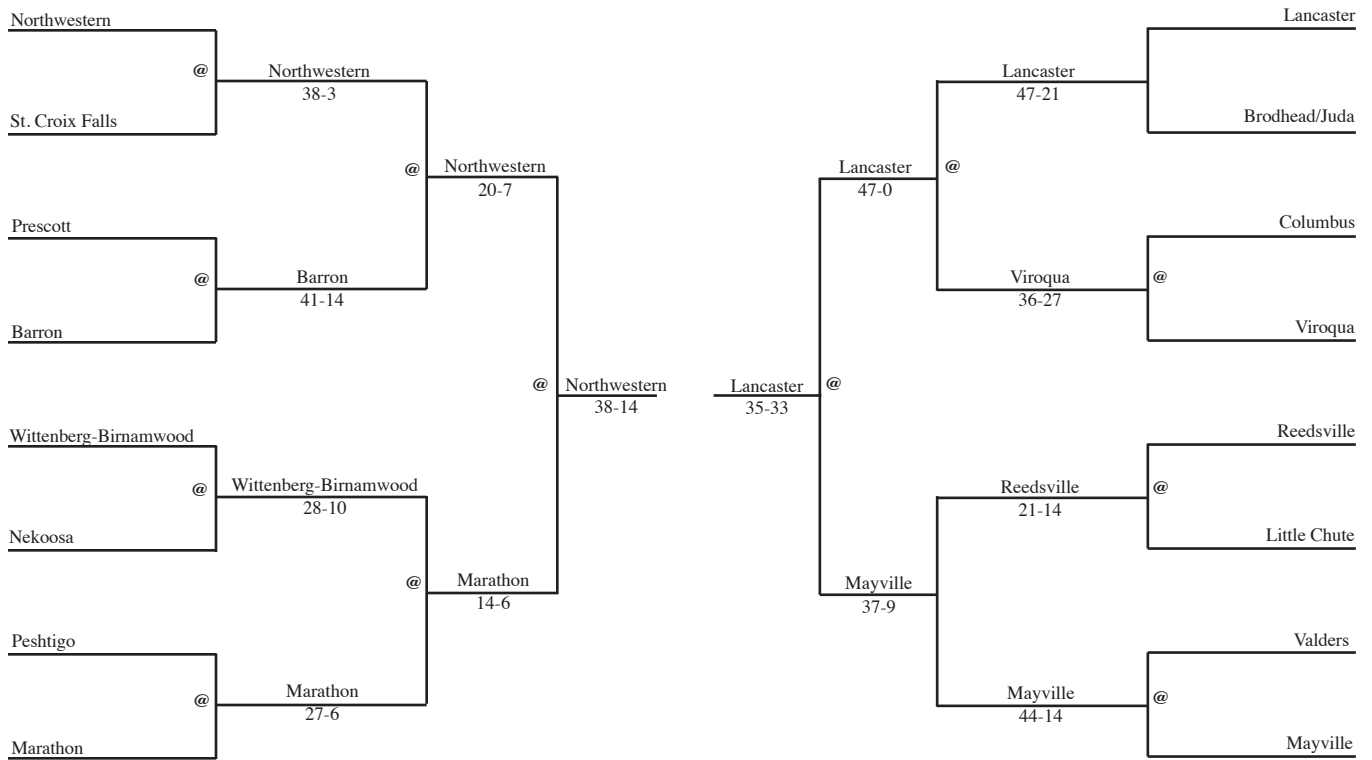 Northwestern
@
Northwestern
38-3
St. Croix Falls
@
Northwestern
20-7
Prescott
@
Barron
41-14
Barron
@
Northwestern
38-14
Wittenberg-Birnamwood
@
Wittenberg-Birnamwood
28-10
Nekoosa
@
Marathon
14-6
Peshtigo
@
Marathon
27-6
Marathon
Lancaster
Lancaster
47-21
Brodhead/Juda
Lancaster
47-0
@
Columbus
Viroqua
36-27
@
Viroqua
Lancaster
35-33
@
Reedsville
Reedsville
21-14
@
Little Chute
Mayville
37-9
Valders
Mayville
44-14
@
Mayville